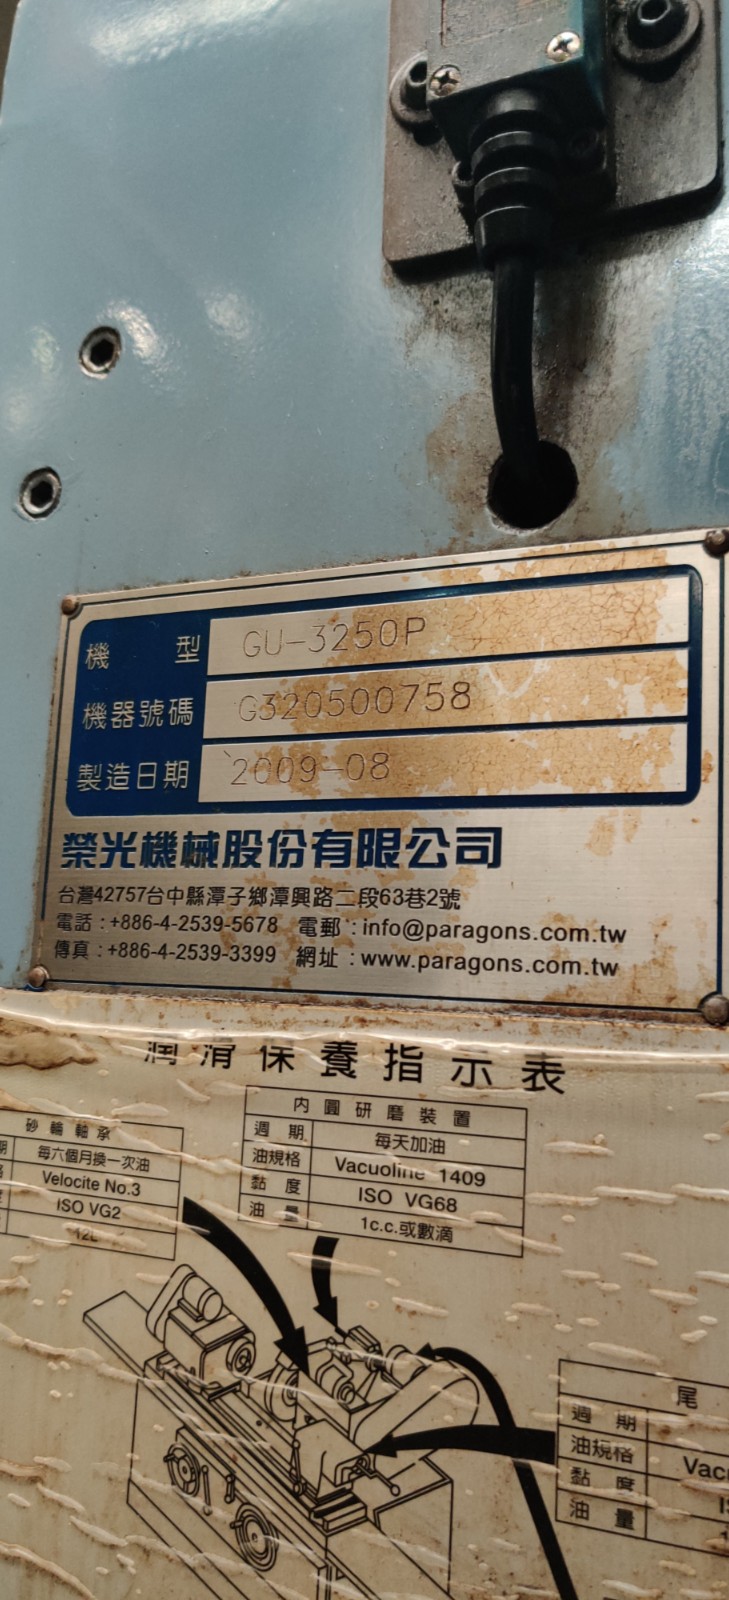 機型 GU-3250P
機器號碼 G320500758
製造日期 2009-08
榮光機械股份有限公司
台灣42757台中縣潭子鄉潭興路二段63巷2號
電話:+886-4-2539-5678 電郵:info@paragons.com.tw
傳真:+886-4-2539-3399 網址:www.paragons.com.tw
潤滑保養指示表
砂輪軸承
期 每六個月換一次油
Velocite No.3
ISO VG2
12L
內圓研磨裝置
週期 每天加油
油規格 Vacuoline 1409
黏度 ISO VG68
油量 1c.c.或數滴
尾
週期
油規格 Vac
黏度
油量